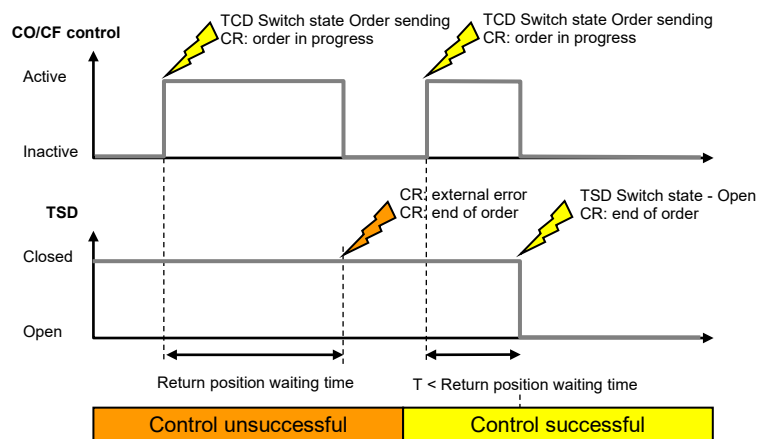 TCD Switch state Order sending
CR: order in progress
TCD Switch state Order sending
CR: order in progress
CO/CF control
Active
Inactive
TSD
CR: external error
CR: end of order
TSD Switch state - Open
CR: end of order
Closed
Open
Return position waiting time
T < Return position waiting time
Control unsuccessful
Control successful